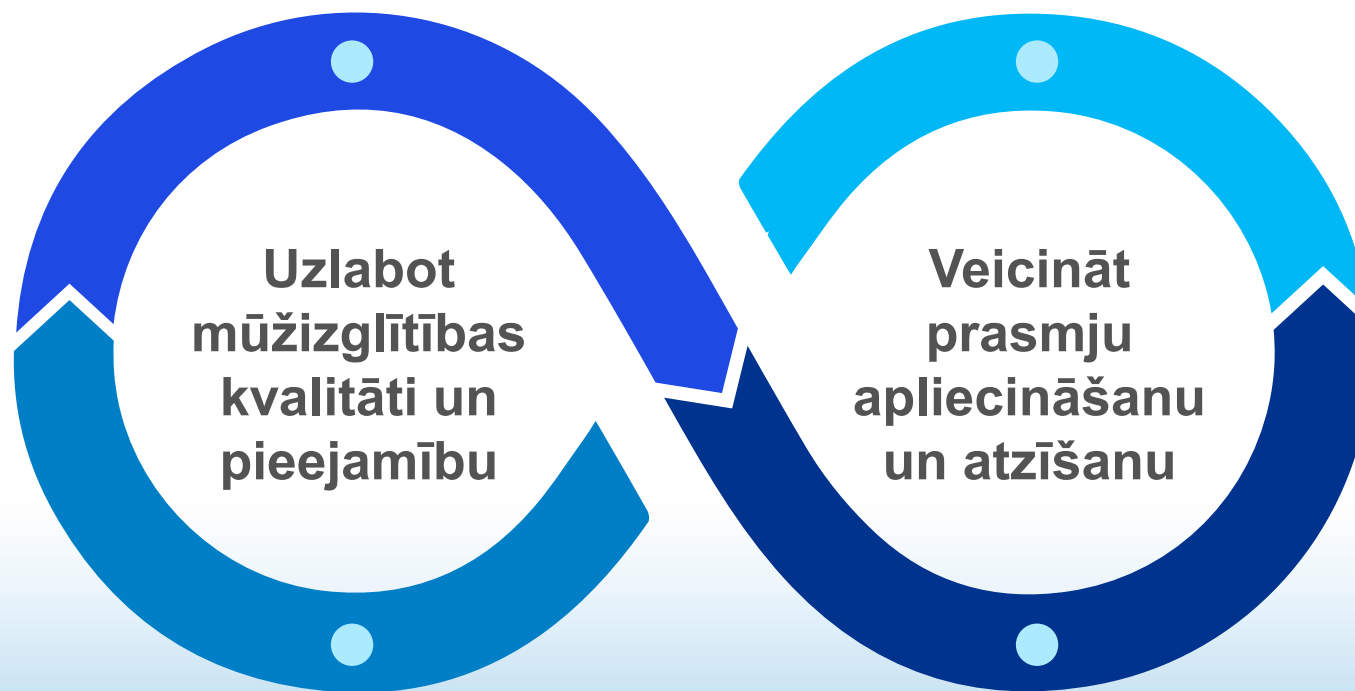 Uzlabot
mūžizglītības
kvalitāti un
pieejamību
Veicināt
prasmju
apliecināšanu
un atzīšanu